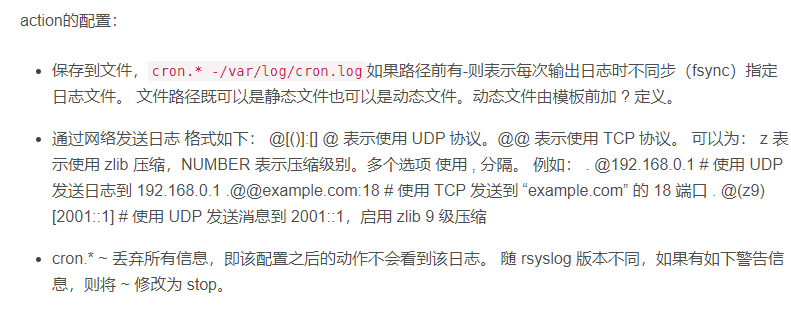 action的配置：
保存到文件，cron.* -/var/log/cron.log 如果路径前有-则表示每次输出日志时不同步（fsync）指定
日志文件。 文件路径既可以是静态文件也可以是动态文件。动态文件由模板前加 ? 定义。
通过网络发送日志 格式如下： @[()]:[] @ 表示使用 UDP 协议。@@ 表示使用 TCP 协议。 可以为： z 表
示使用 zlib 压缩，NUMBER 表示压缩级别。多个选项 使用 , 分隔。 例如： . @192.168.0.1 # 使用 UDP
发送日志到 192.168.0.1 .@@example.com:18 # 使用 TCP 发送到 “example.com” 的 18 端口 . @(z9)
[2001::1] # 使用 UDP 发送消息到 2001::1，启用 zlib 9 级压缩
cron.* ~ 丢弃所有信息，即该配置之后的动作不会看到该日志。 随 rsyslog 版本不同，如果有如下警告信
息，则将 ~ 修改为 stop。